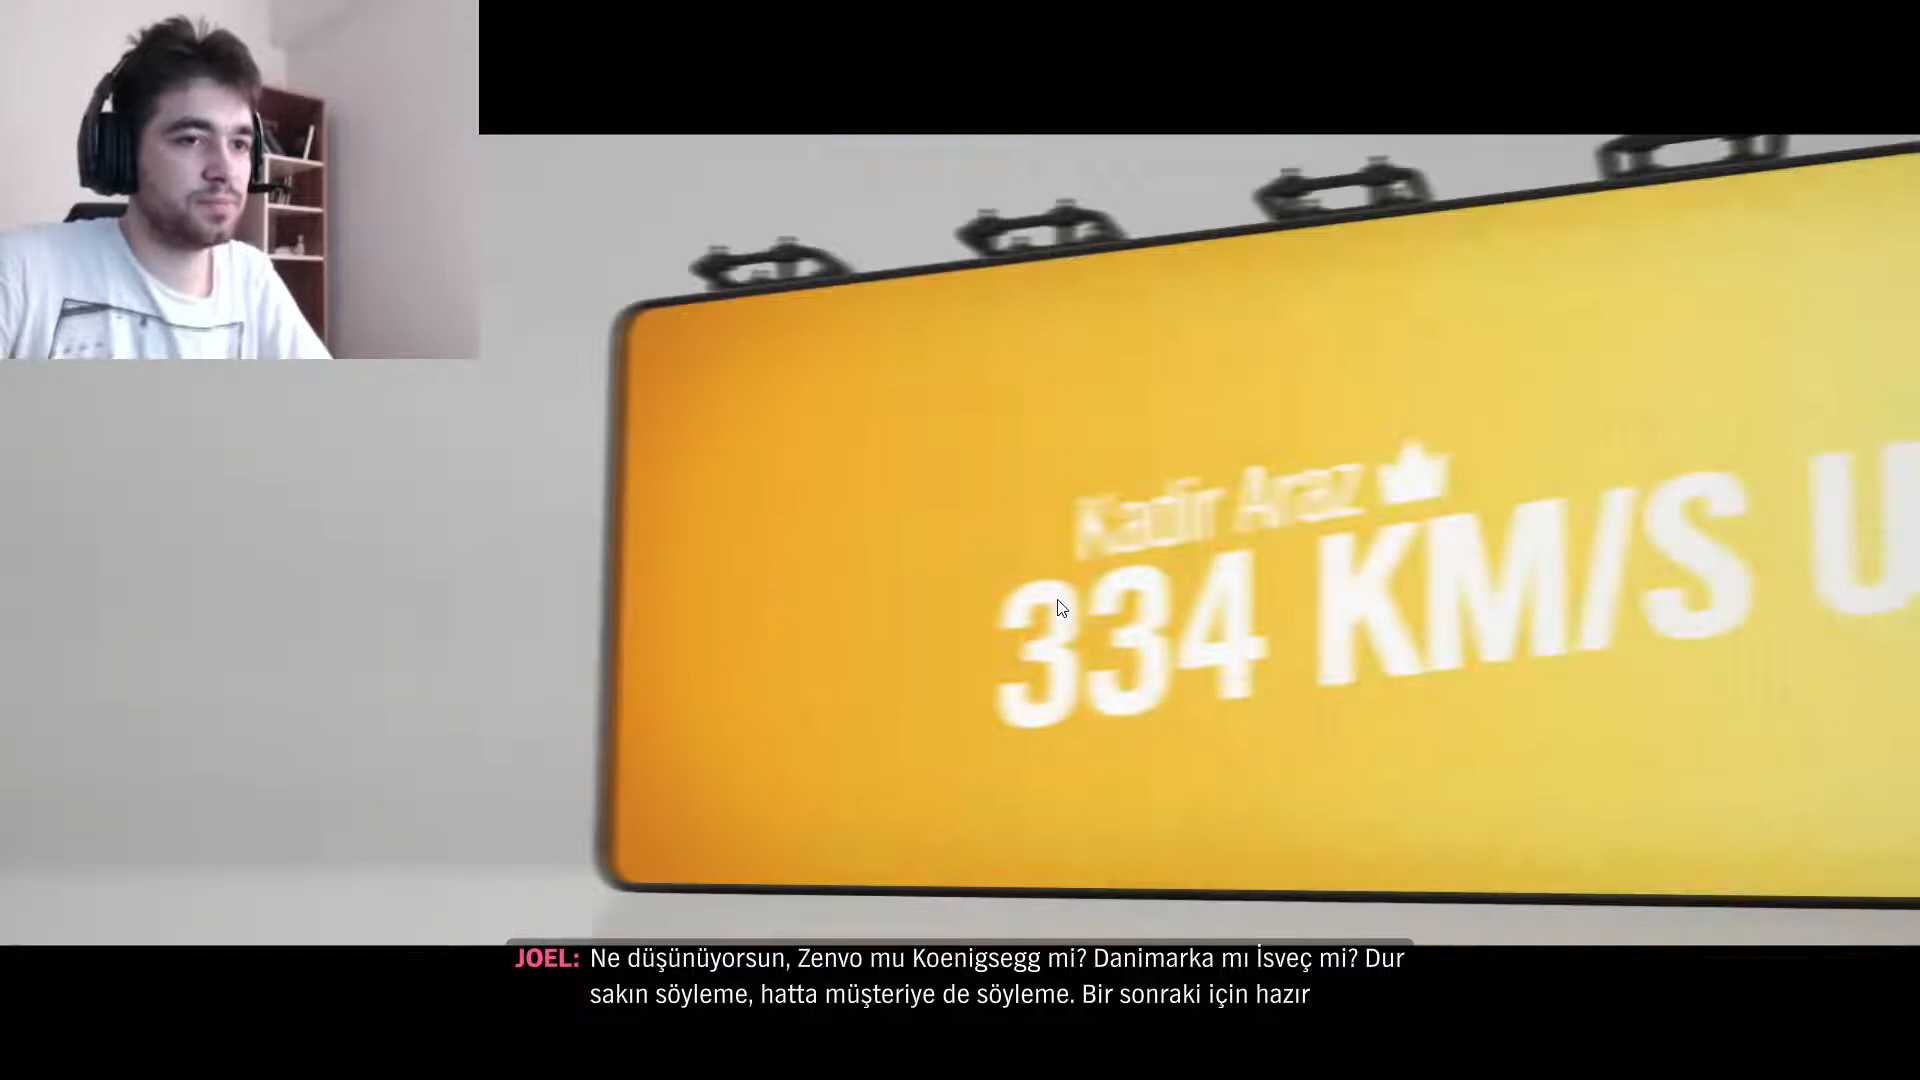 Kadir Araz
334 KM/S U
JOEL: Ne düşünüyorsun, Zenvo mu Koenigsegg mi? Danimarka mı İsveç mi? Dur
sakın söyleme, hatta müşteriye de söyleme. Bir sonraki için hazır